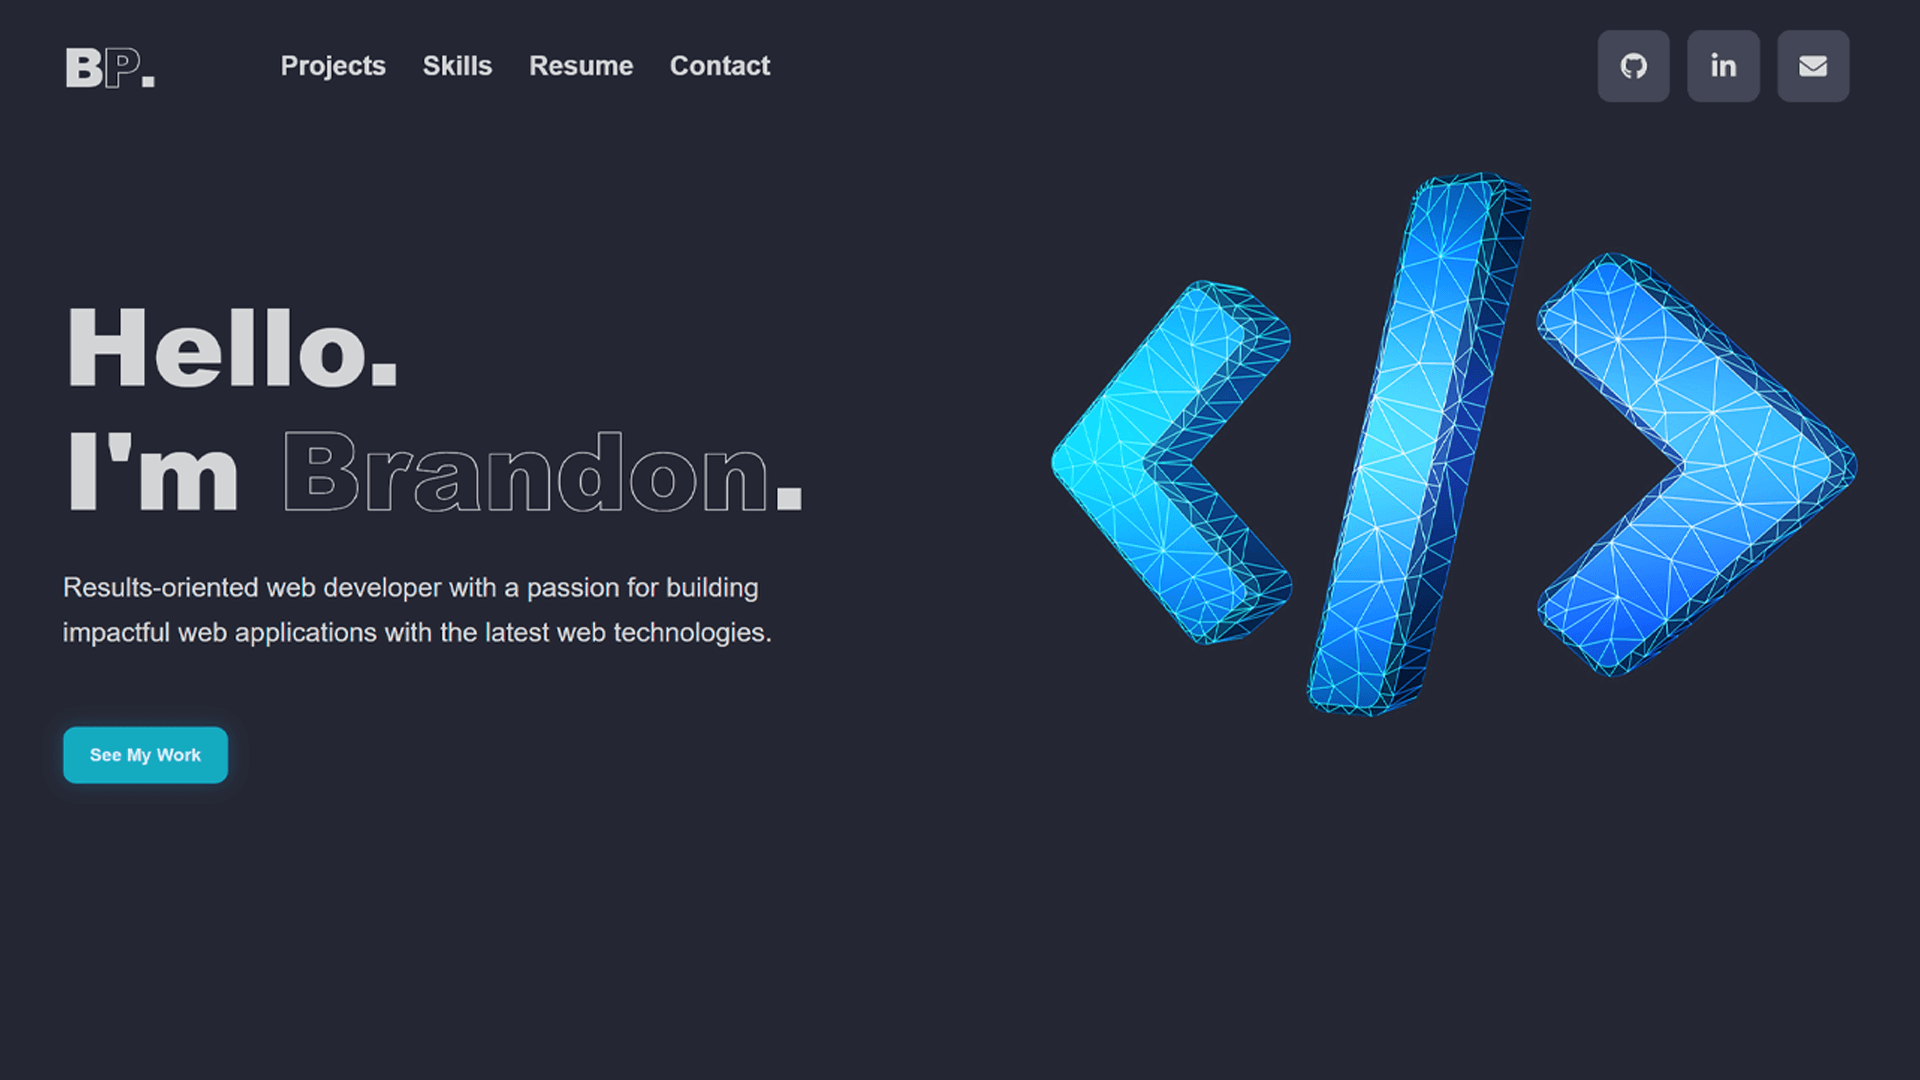 BP.
Projects Skills Resume Contact
in
Hello.
I'm Brandon.
Results-oriented web developer with a passion for building
impactful web applications with the latest web technologies.
See My Work